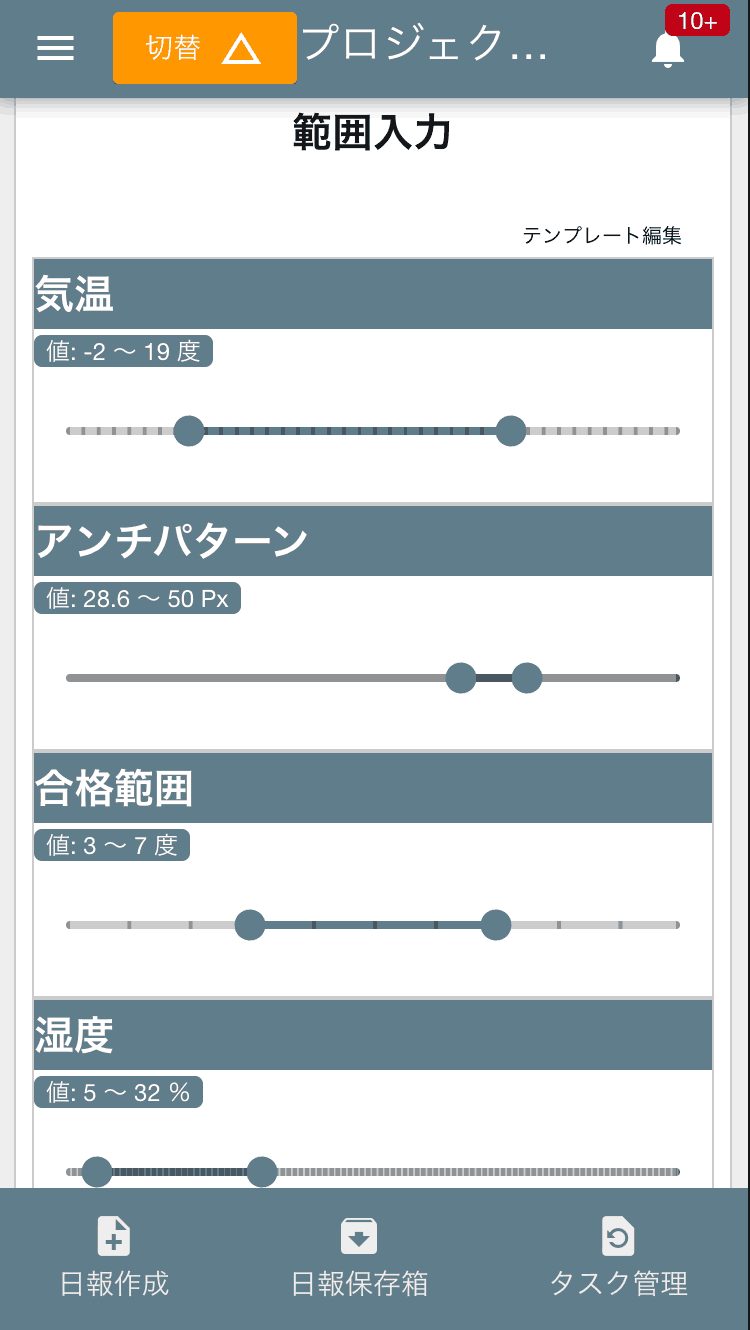 切替
プロジェク...
10+
範囲入力
テンプレート編集
気温
値: -2 ～ 19 度
アンチパターン
値: 28.6 ～ 50 Px
合格範囲
値: 3 ～ 7 度
湿度
値: 5 ～ 32 %
日報作成
日報保存箱
タスク管理